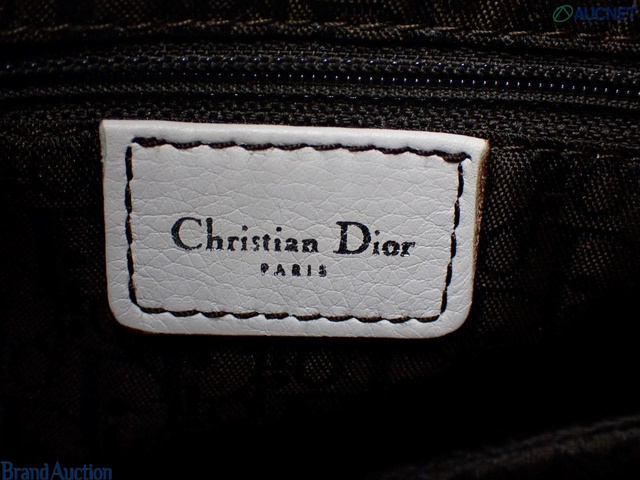 AUCNET
Christian Dior
PARIS
Brand Auction